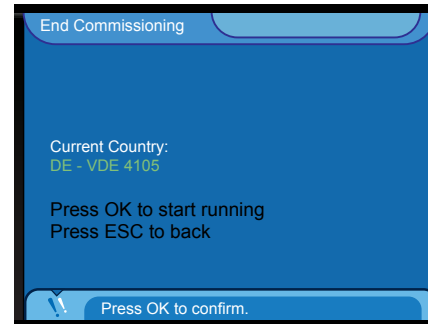 End Commissioning
Current Country:
DE - VDE 4105
Press OK to start running
Press ESC to back
Press OK to confirm.